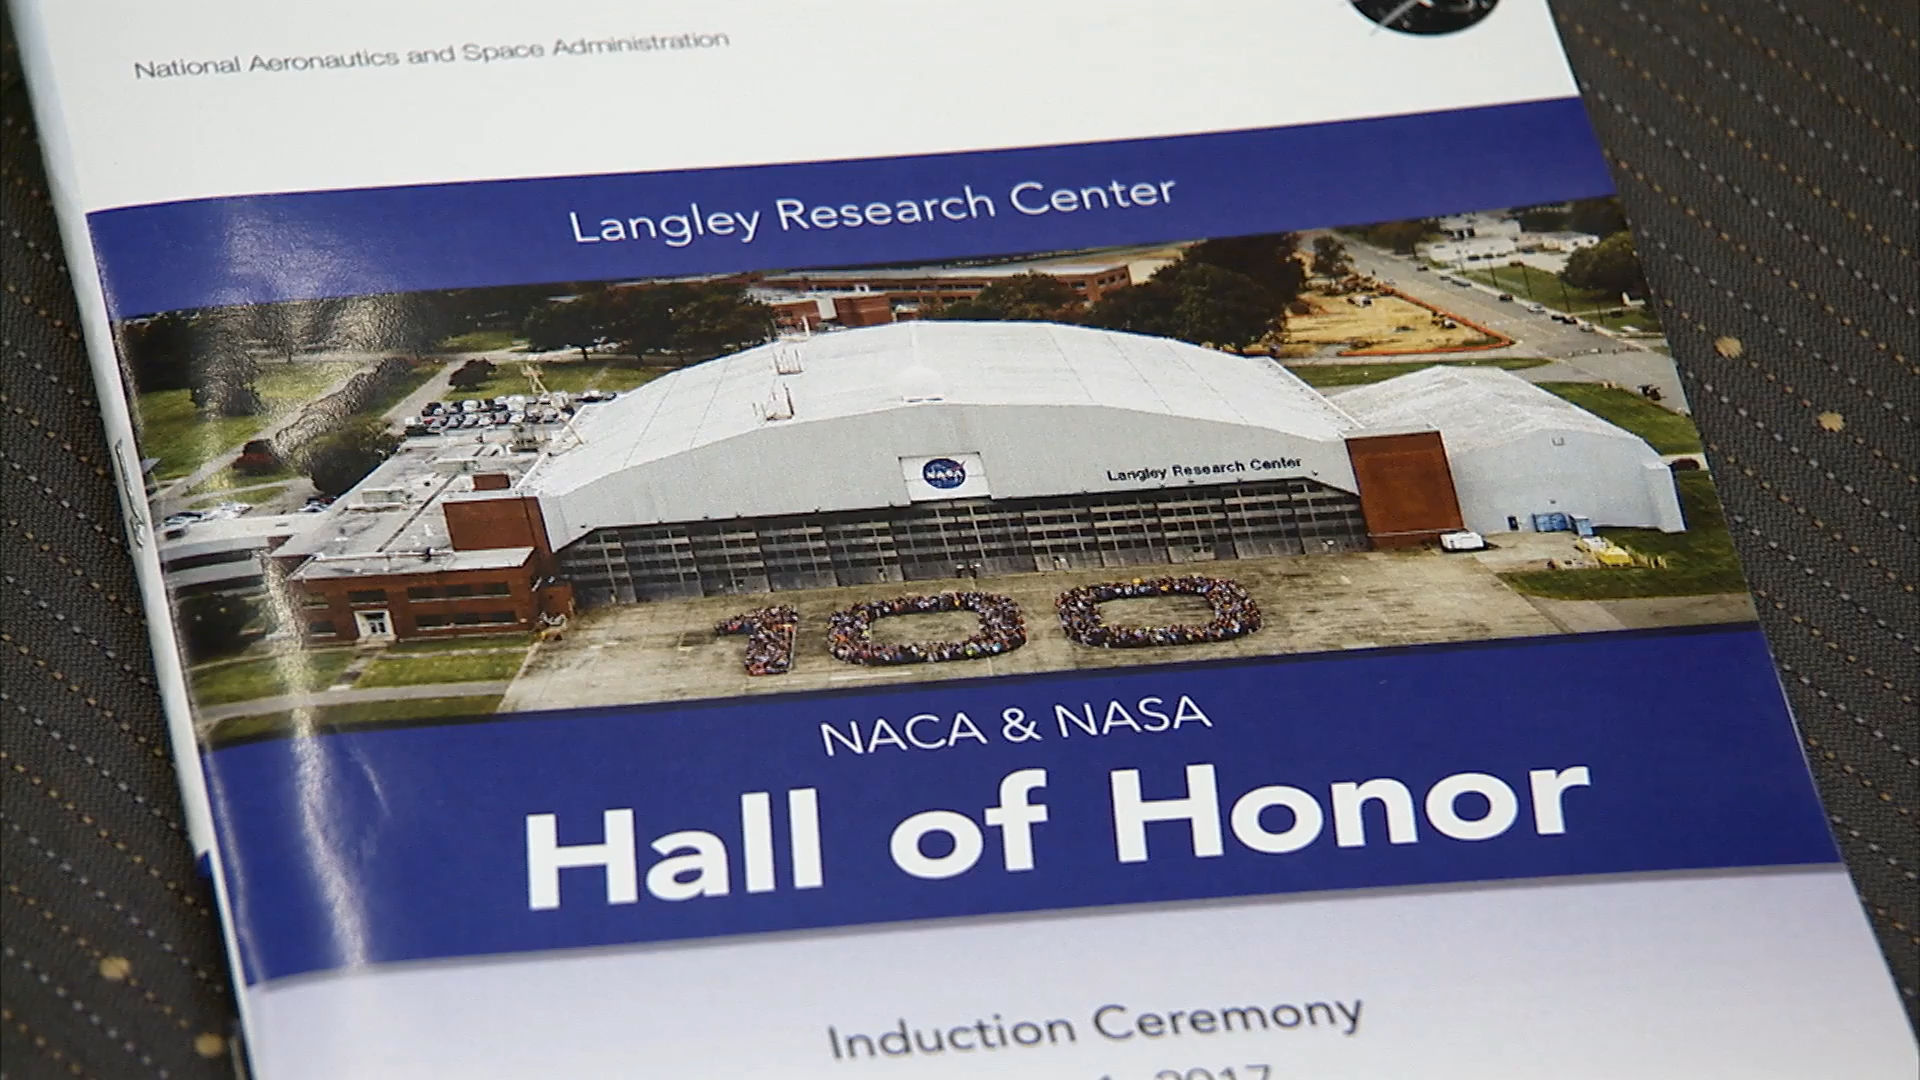 National Aeronautics and Space Administration
Langley Research Center
NASA
Langley Research Center
100
NACA & NASA
Hall of Honor
Induction Ceremony
2017